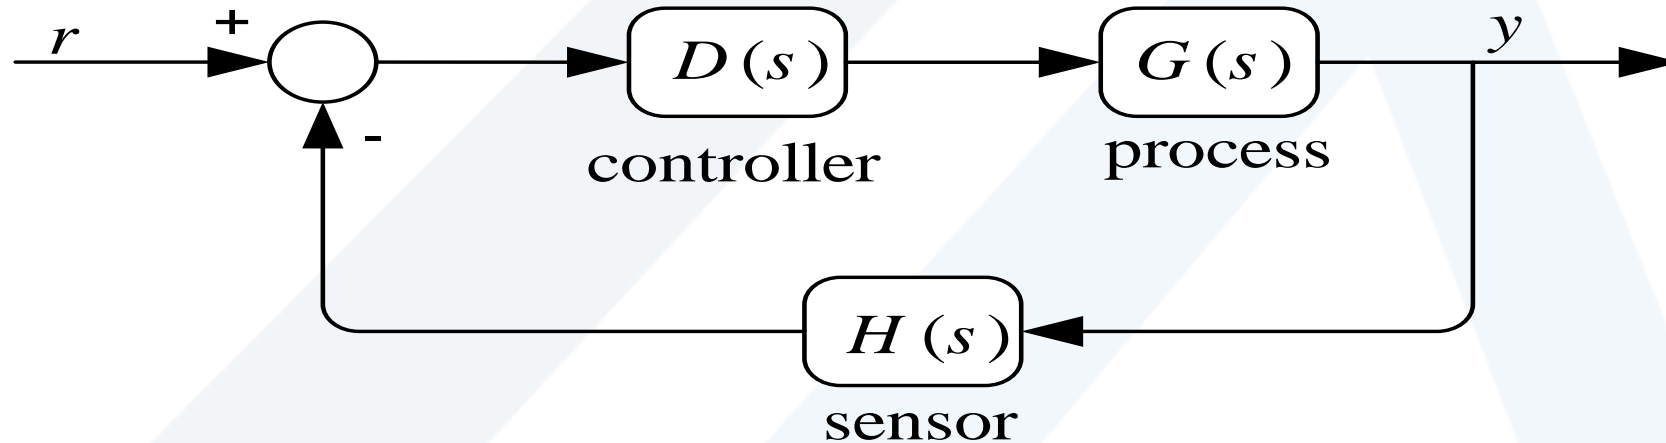 r
+
D(s)
G(s)
y
-
controller
process
H(s)
sensor